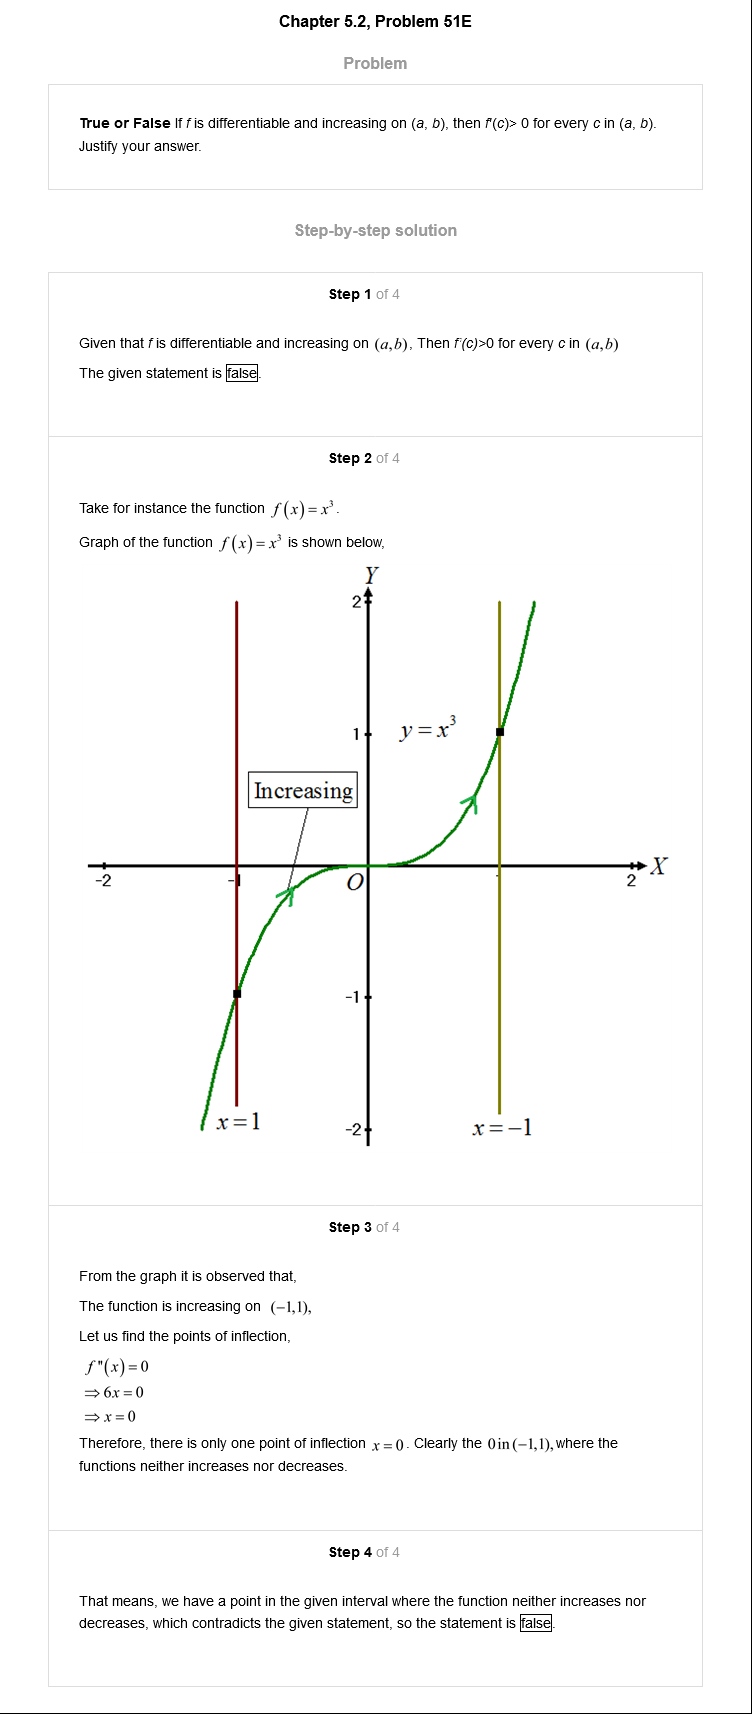 Chapter 5.2, Problem 51E
Problem
True or False If f is differentiable and increasing on (a, b), then f'(c)> 0 for every c in (a, b).
Justify your answer.
Step-by-step solution
Step 1 of 4
Given that f is differentiable and increasing on (a,b), Then f'(c)>0 for every c in (a,b)
The given statement is false.
Step 2 of 4
Take for instance the function f(x)=x³.
Graph of the function f(x)=x³ is shown below,
Y
2
1
y=x³
Increasing
X
-2
-1
O
2
-1
x=1
-2
x=−1
Step 3 of 4
From the graph it is observed that,
The function is increasing on (−1,1),
Let us find the points of inflection,
f"(x)=0
⇒6x=0
⇒x=0
Therefore, there is only one point of inflection x=0. Clearly the 0in(−1,1), where the
functions neither increases nor decreases.
Step 4 of 4
That means, we have a point in the given interval where the function neither increases nor
decreases, which contradicts the given statement, so the statement is false.